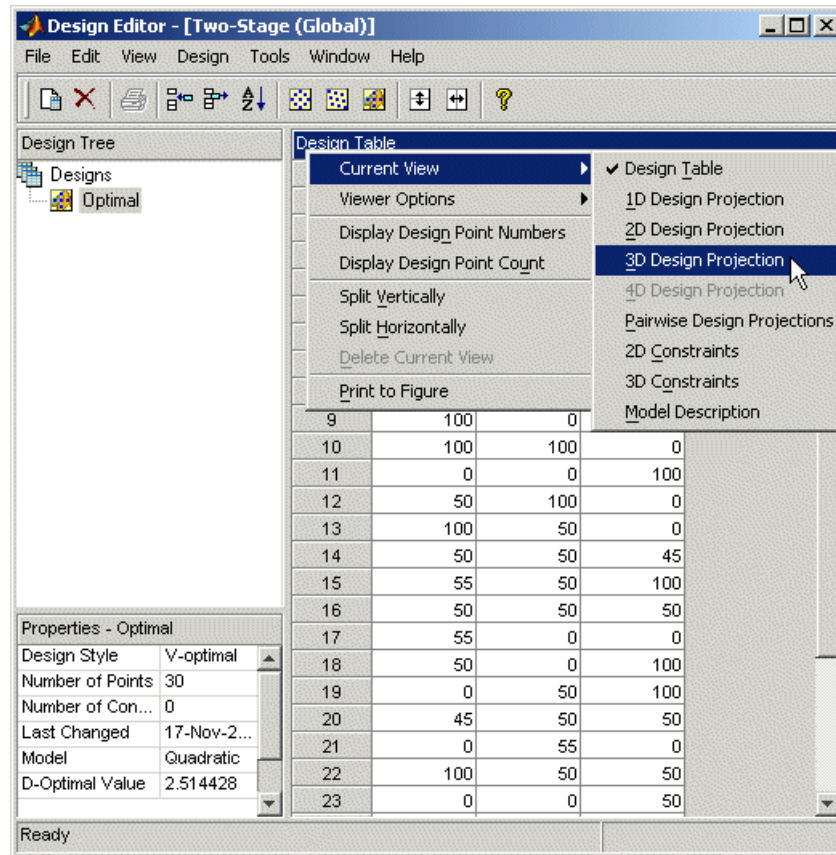 Design Editor - [Two-Stage (Global)]
File Edit View Design Tools Window Help
Design Tree
Designs
Optimal
Design Table
Current View
Viewer Options
Display Design Point Numbers
Display Design Point Count
Split Vertically
Split Horizontally
Delete Current View
Print to Figure
Design Table
1D Design Projection
2D Design Projection
3D Design Projection
4D Design Projection
Pairwise Design Projections
2D Constraints
3D Constraints
Model Description
9 100 0
10 100 100 0
11 0 0 100
12 50 100 0
13 100 50 0
14 50 50 45
15 55 50 100
16 50 50 50
17 55 0 0
18 50 0 100
19 0 50 100
20 45 50 50
21 0 55 0
22 100 50 50
23 0 0 50
Properties - Optimal
Design Style V-optimal
Number of Points 30
Number of Con... 0
Last Changed 17-Nov-2...
Model Quadratic
D-Optimal Value 2.514428
Ready